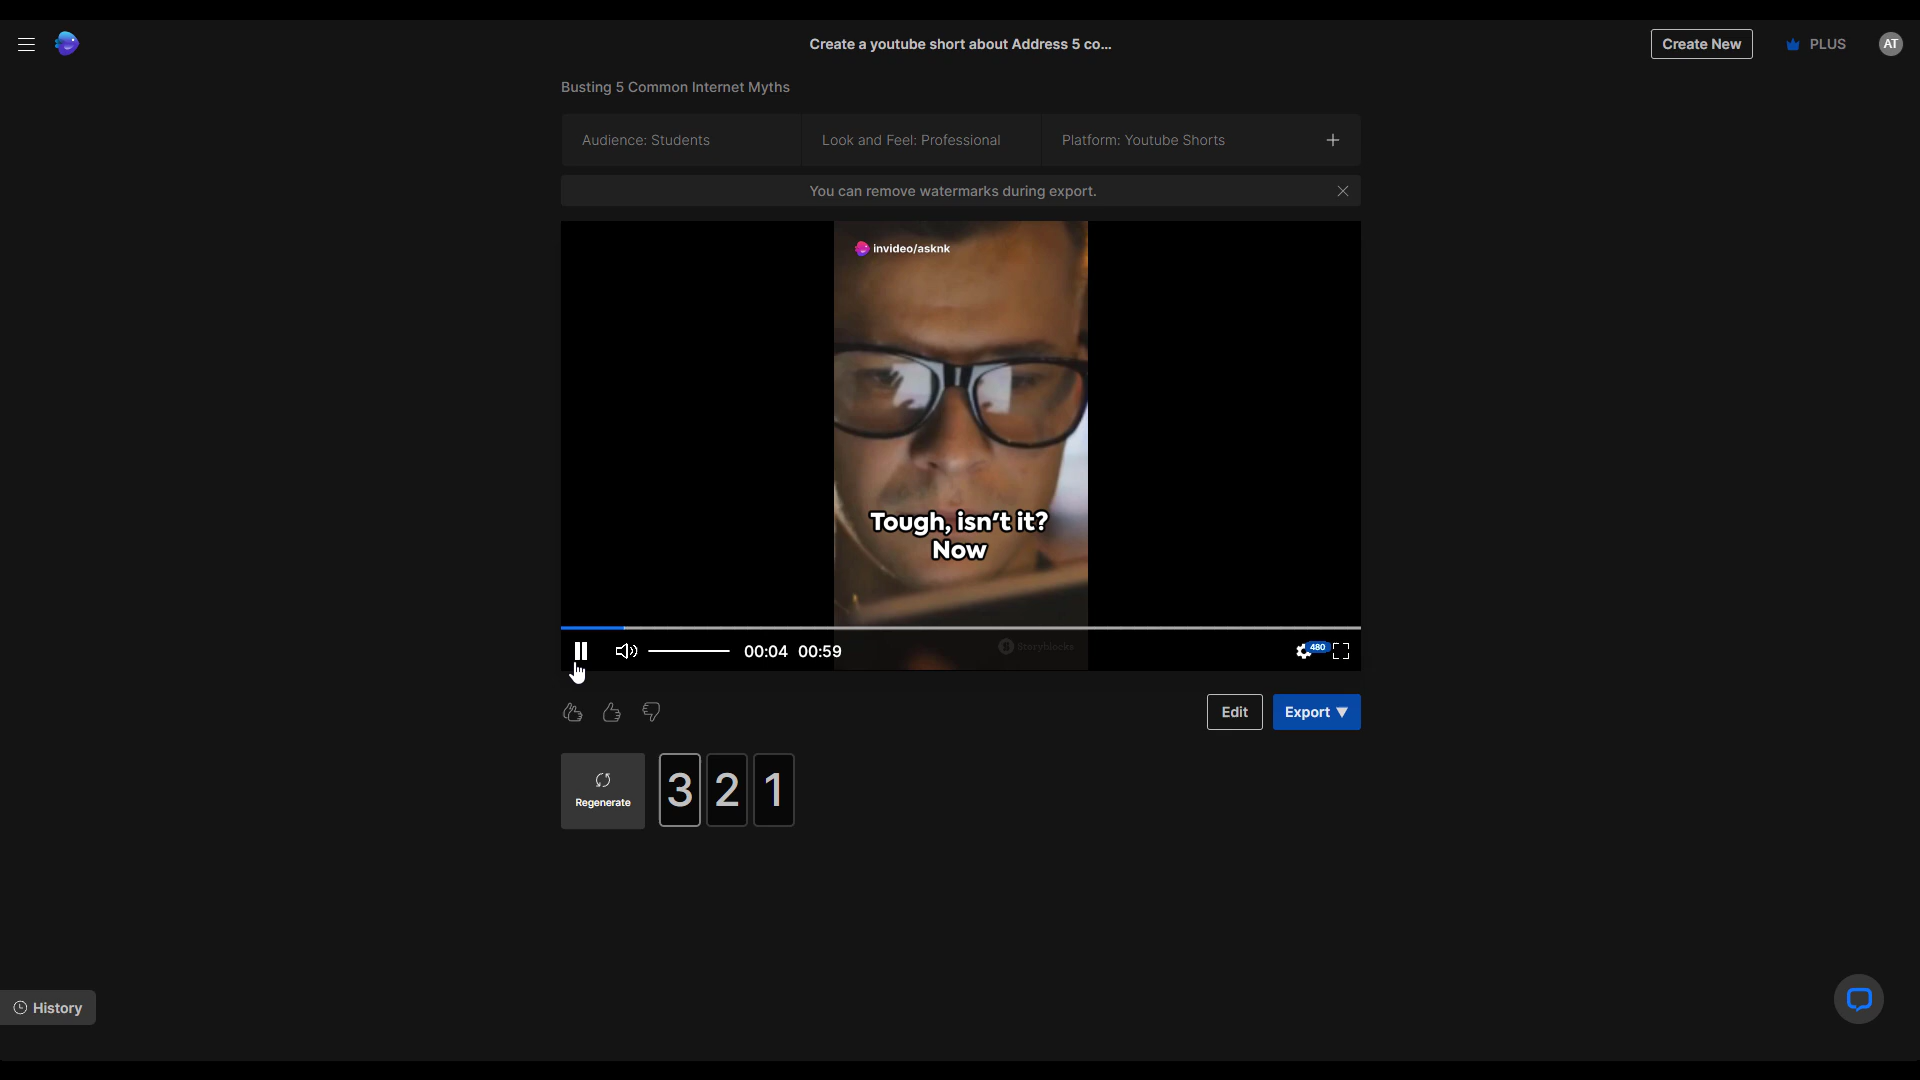 Create a youtube short about Address 5 co...
Create New
PLUS
AT
Busting 5 Common Internet Myths
Audience: Students
Look and Feel: Professional
Platform: Youtube Shorts
You can remove watermarks during export.
invideo/asknk
Tough, isn't it?
Now
Storyblocks
00:04 00:59
480
Edit
Export
Regenerate
3 2 1
History